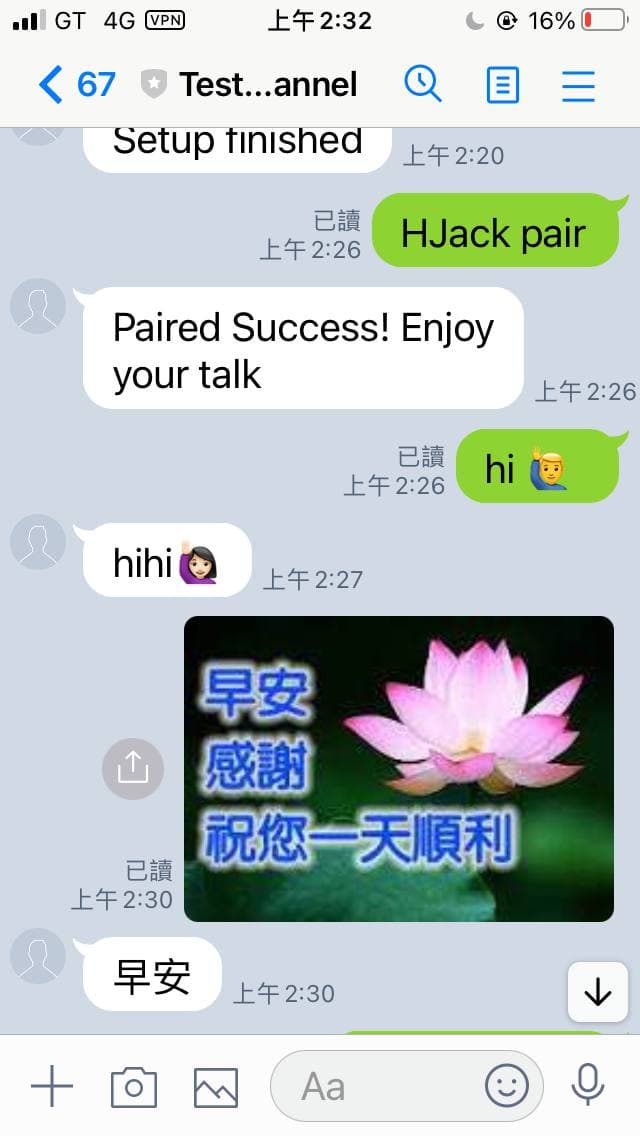 GT 4G VPN 上午2:32 16%
67 Test...annel
Setup finished
上午2:20
已讀
上午2:26
HJack pair
Paired Success! Enjoy
your talk
上午2:26
已讀
上午2:26
hi 🙋‍♂️
hihi🙋🏻‍♀️
上午2:27
早安
感謝
祝您一天順利
已讀
上午2:30
早安
上午2:30
Aa